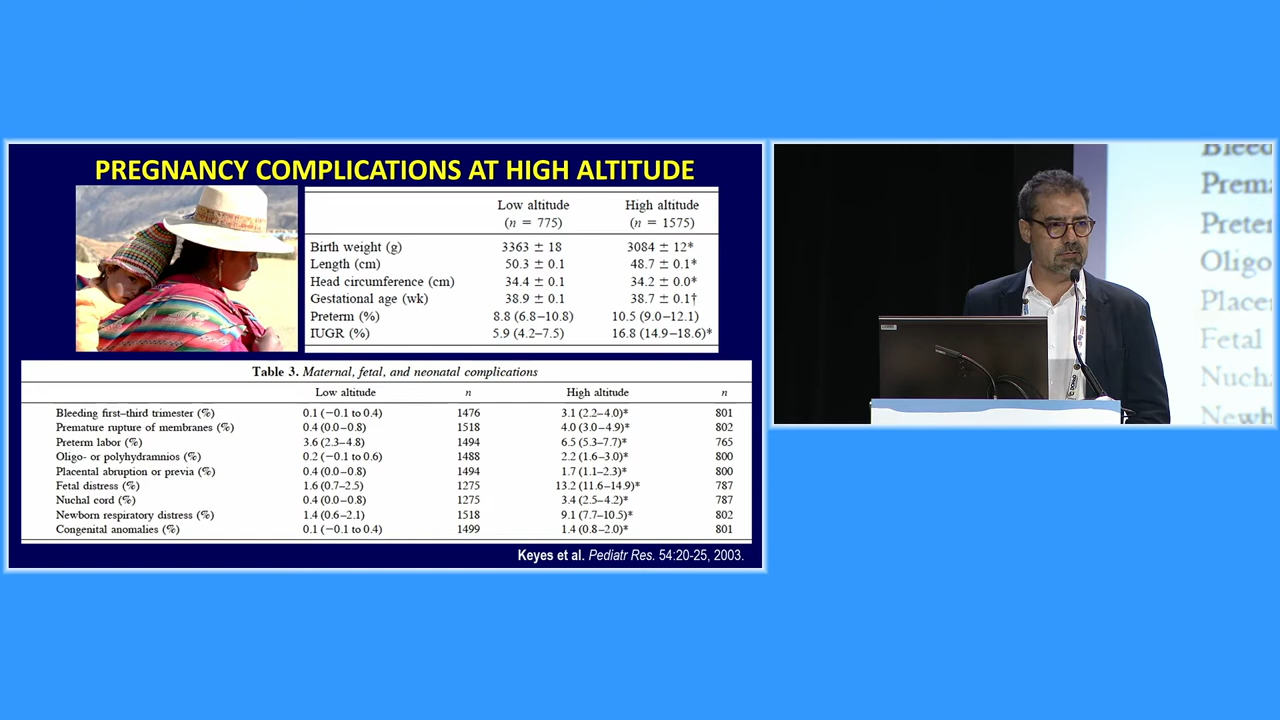 PREGNANCY COMPLICATIONS AT HIGH ALTITUDE
Low altitude High altitude
(n = 775) (n = 1575)
Birth weight (g) 3363 ± 18 3084 ± 12*
Length (cm) 50.3 ± 0.1 48.7 ± 0.1*
Head circumference (cm) 34.4 ± 0.1 34.2 ± 0.0*
Gestational age (wk) 38.9 ± 0.1 38.7 ± 0.1†
Preterm (%) 8.8 (6.8–10.8) 10.5 (9.0–12.1)
IUGR (%) 5.9 (4.2–7.5) 16.8 (14.9–18.6)*
Table 3. Maternal, fetal, and neonatal complications
Low altitude n High altitude n
Bleeding first–third trimester (%) 0.1 (−0.1 to 0.4) 1476 3.1 (2.2–4.0)* 801
Premature rupture of membranes (%) 0.4 (0.0–0.8) 1518 4.0 (3.0–4.9)* 802
Preterm labor (%) 3.6 (2.3–4.8) 1494 6.5 (5.3–7.7)* 765
Oligo- or polyhydramnios (%) 0.2 (−0.1 to 0.6) 1488 2.2 (1.6–3.0)* 800
Placental abruption or previa (%) 0.4 (0.0–0.8) 1494 1.7 (1.1–2.3)* 800
Fetal distress (%) 1.6 (0.7–2.5) 1275 13.2 (11.6–14.9)* 787
Nuchal cord (%) 0.4 (0.0–0.8) 1275 3.4 (2.5–4.2)* 787
Newborn respiratory distress (%) 1.4 (0.6–2.1) 1518 9.1 (7.7–10.5)* 802
Congenital anomalies (%) 0.1 (−0.1 to 0.4) 1499 1.4 (0.8–2.0)* 801
Keyes et al. Pediatr Res. 54:20-25, 2003.
Bleed
Prema
Preter
Oligo
Placer
Fetal
Nucha
Newb